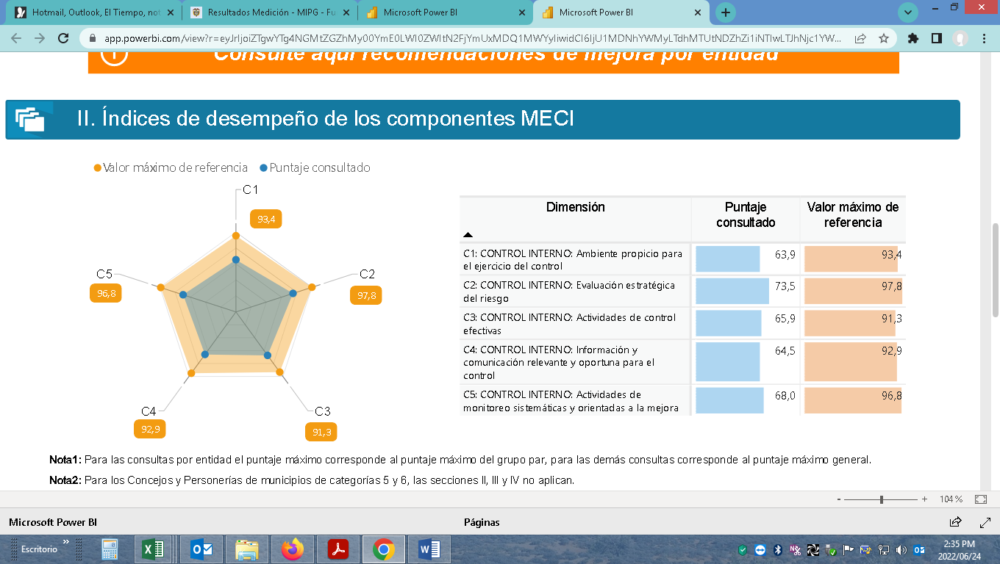 Hotmail, Outlook, El Tiempo, not
Resultados Medición - MIPG - Fu
Microsoft Power BI
Microsoft Power BI
Consulte aquí recomendaciones de mejora por entidad
II. Índices de desempeño de los componentes MECI
Valor máximo de referencia Puntaje consultado
C1
93,4
C5
96,8
C2
97,8
C4
92,9
C3
91,3
Dimensión
Puntaje consultado
Valor máximo de referencia
C1: CONTROL INTERNO: Ambiente propicio para
el ejercicio del control
63,9 93,4
C2: CONTROL INTERNO: Evaluación estratégica
del riesgo
73,5 97,8
C3: CONTROL INTERNO: Actividades de control
efectivas
65,9 91,3
C4: CONTROL INTERNO: Información y
comunicación relevante y oportuna para el
control
64,5 92,9
C5: CONTROL INTERNO: Actividades de
monitoreo sistemáticas y orientadas a la mejora
68,0 96,8
Nota1: Para las consultas por entidad el puntaje máximo corresponde al puntaje máximo del grupo par, para las demás consultas corresponde al puntaje máximo general.
Nota2: Para los Concejos y Personerías de municipios de categorías 5 y 6, las secciones II, III y IV no aplican.
- + 104 %
Microsoft Power BI Páginas
Escritorio
2:35 PM
2022/06/24